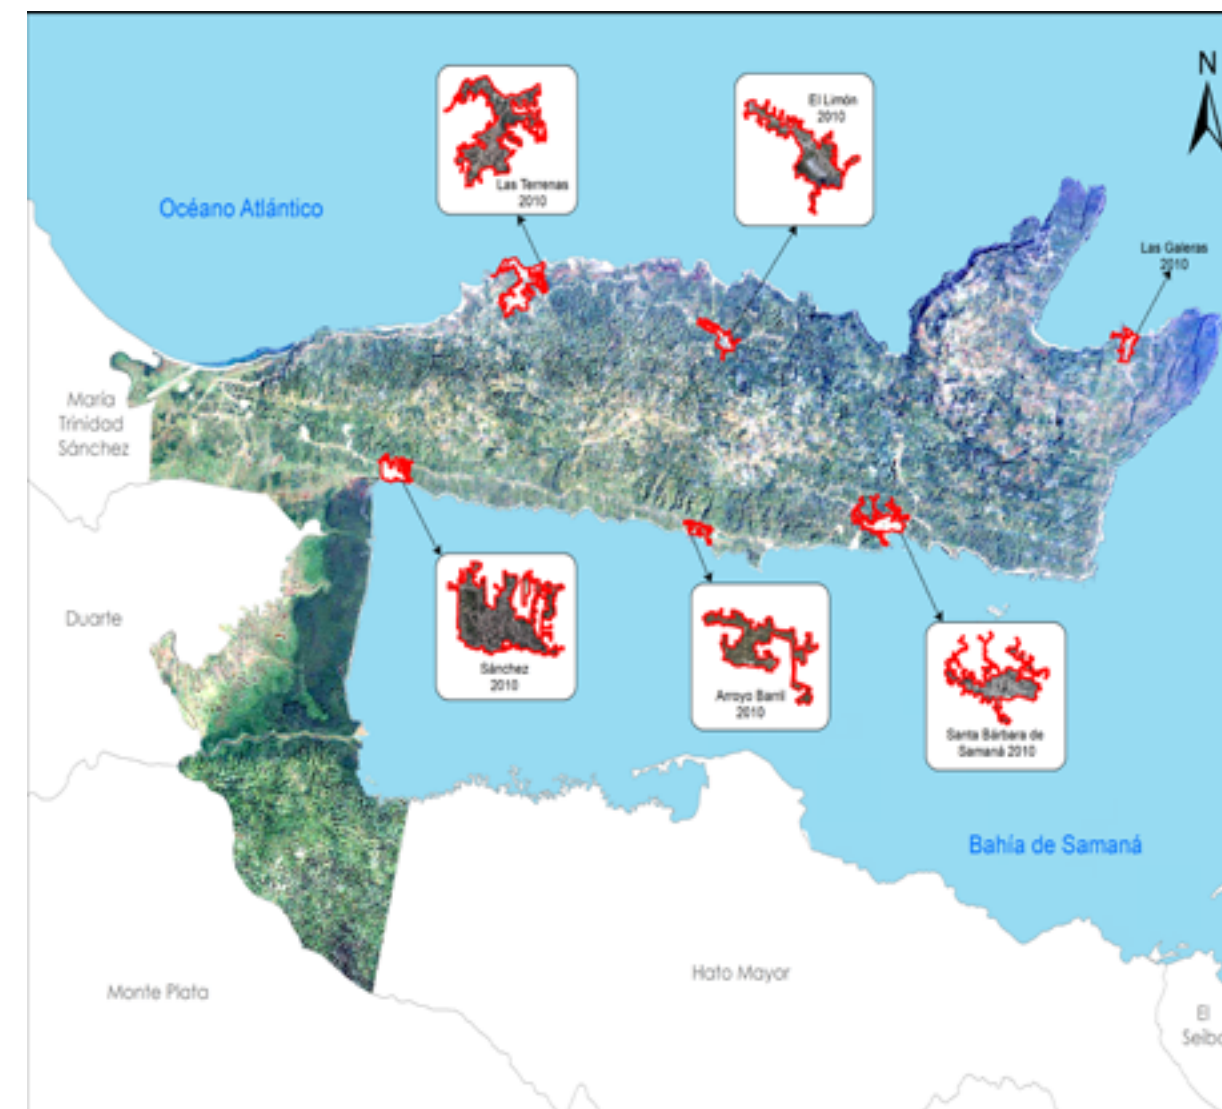 N
El Limón
2010
Las Terrenas
2010
Océano Atlántico
Las Galeras
2010
María
Trinidad
Sánchez
Duarte
Sánchez
2010
Arroyo Barril
2010
Santa Bárbara de
Samaná 2010
Bahía de Samaná
Hato Mayor
Monte Plata
El
Seibo